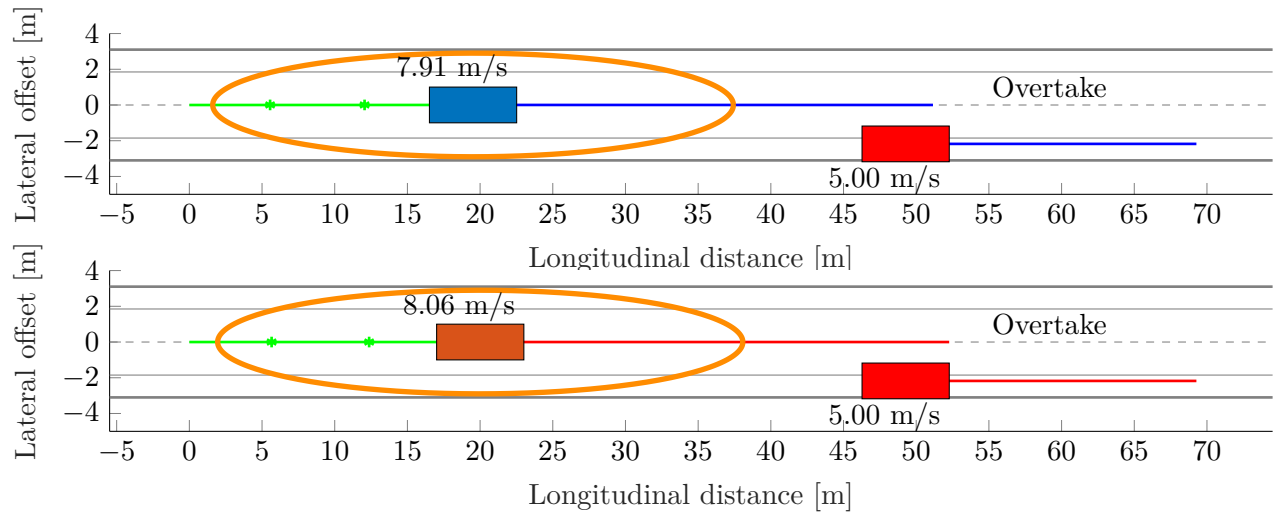 Lateral offset [m]
4
2
0
−2
−4
7.91 m/s
Overtake
5.00 m/s
−5 0 5 10 15 20 25 30 35 40 45 50 55 60 65 70
Longitudinal distance [m]
Lateral offset [m]
4
2
0
−2
−4
8.06 m/s
Overtake
5.00 m/s
−5 0 5 10 15 20 25 30 35 40 45 50 55 60 65 70
Longitudinal distance [m]